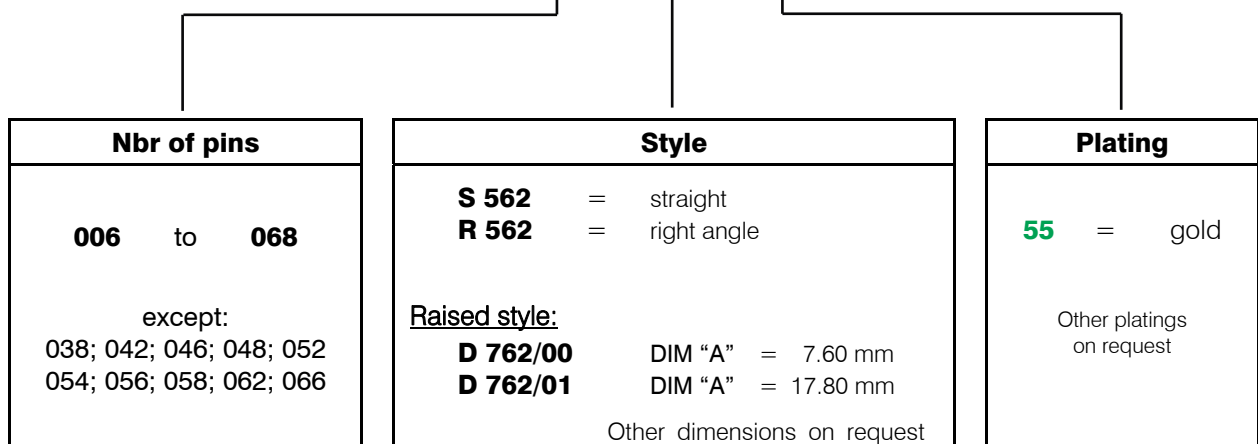 Nbr of pins
006 to 068
except:
038; 042; 046; 048; 052
054; 056; 058; 062; 066
Style
S 562 = straight
R 562 = right angle
Raised style:
D 762/00 DIM “A” = 7.60 mm
D 762/01 DIM “A” = 17.80 mm
Other dimensions on request
Plating
55 = gold
Other platings
on request